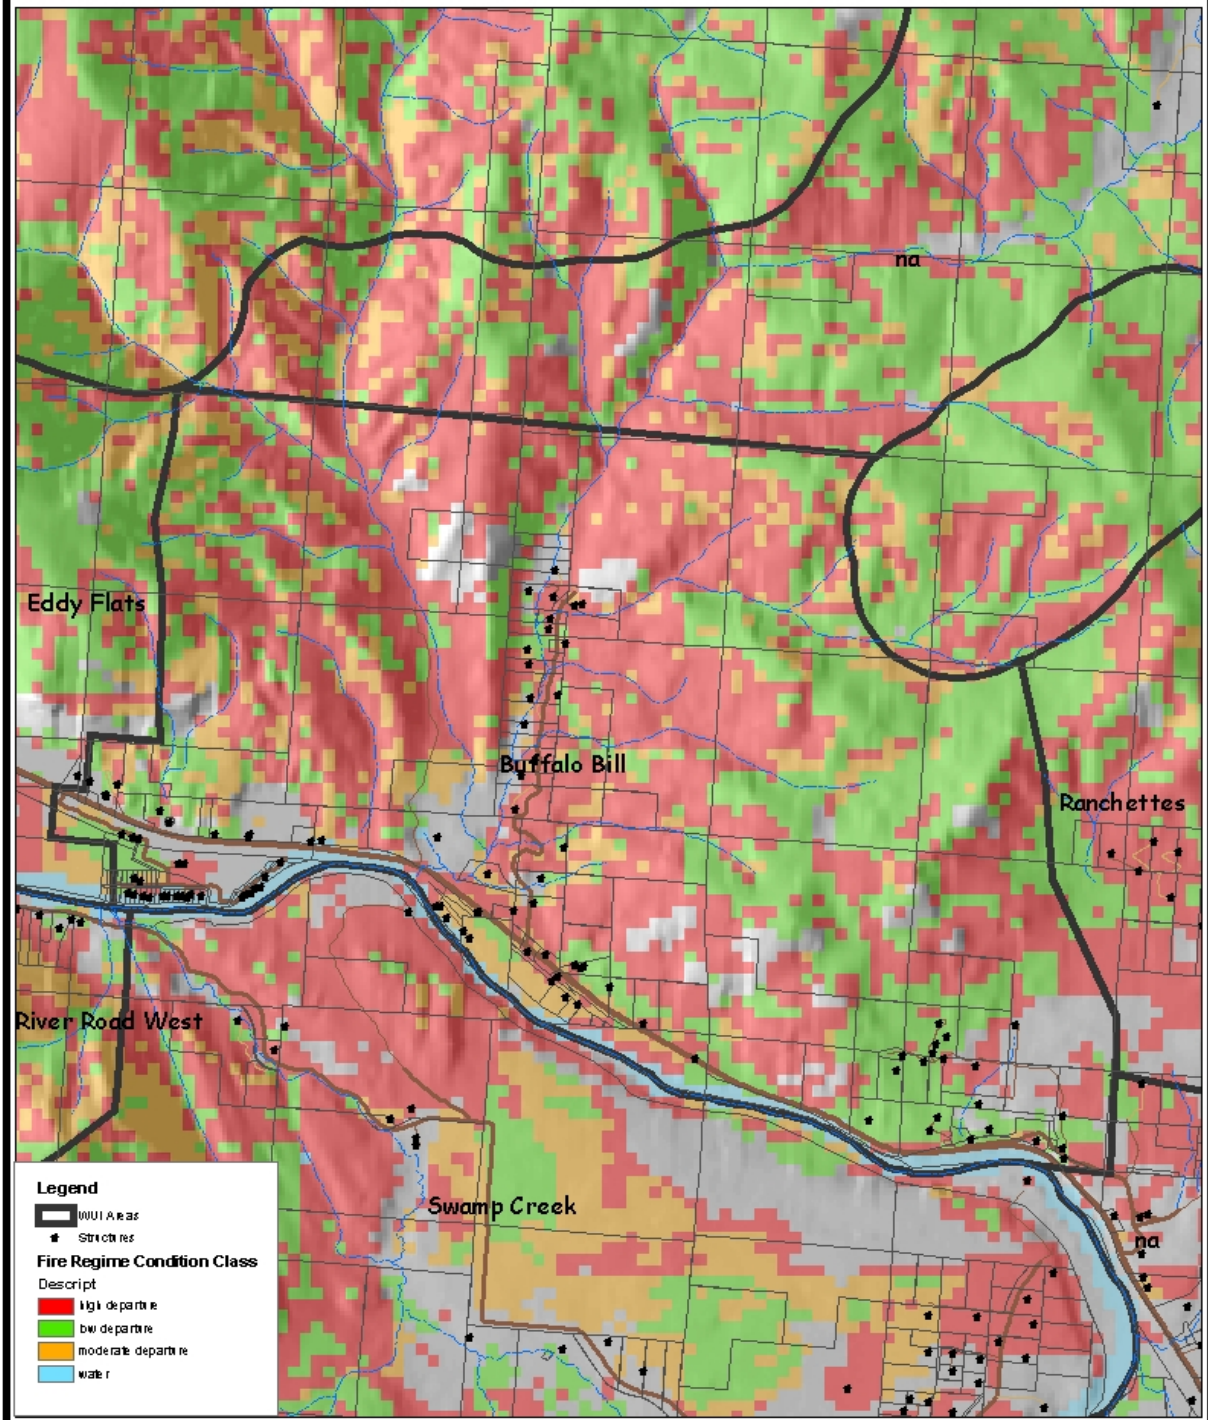 na
Eddy Flats
Buffalo Bill
Ranchettes
River Road West
Swamp Creek
na
Legend
WUI Areas
Structures
Fire Regime Condition Class
Descript
high departure
low departure
moderate departure
water